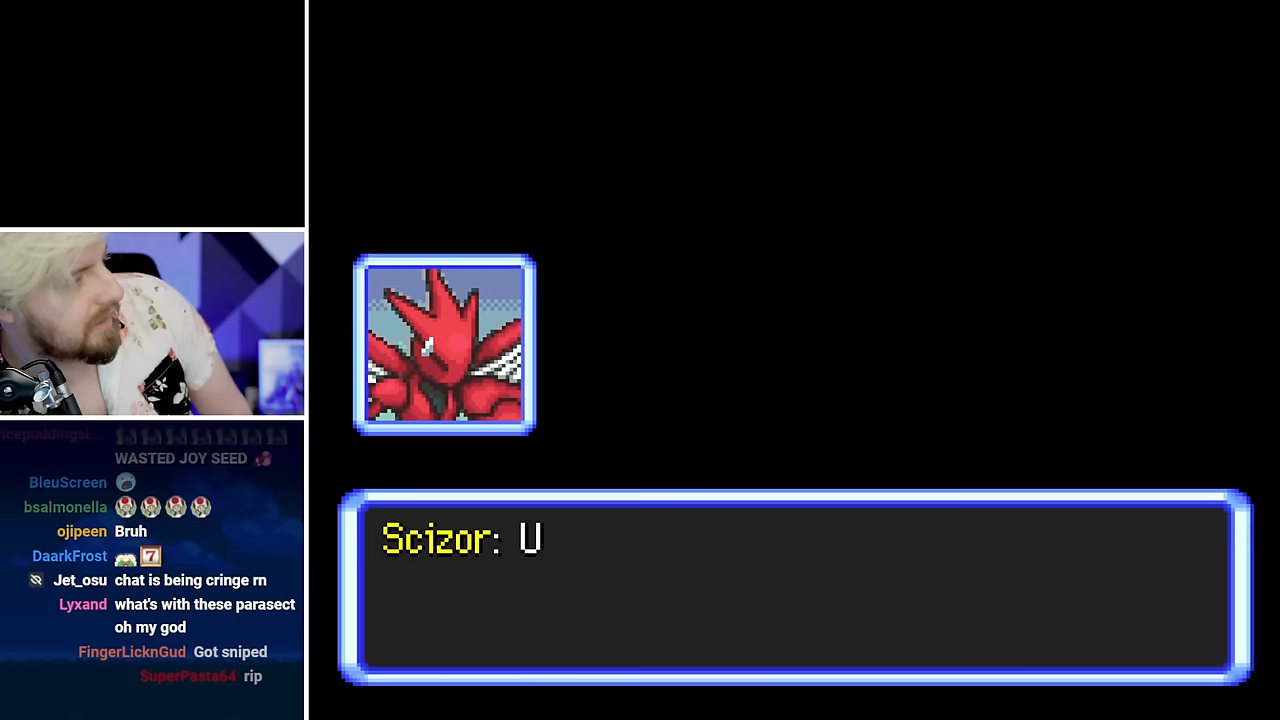 WASTED JOY SEED
BleuScreen
bsalmonella
ojipeen Bruh
DaarkFrost 7
Jet_osu chat is being cringe rn
Lyxand what's with these parasect
oh my god
FingerLicknGud Got sniped
SuperPasta64 rip
Scizor: U